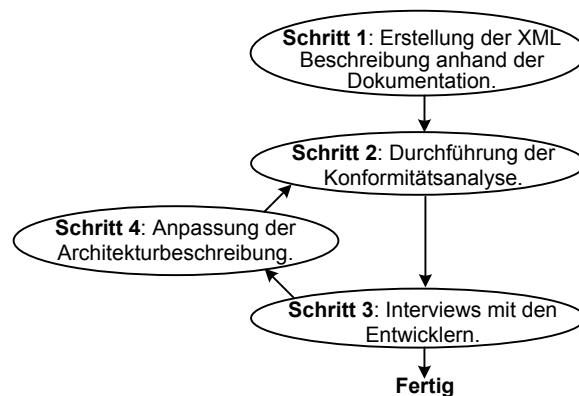 Schritt 1: Erstellung der XML
Beschreibung anhand der
Dokumentation.
Schritt 2: Durchführung der
Konformitätsanalyse.
Schritt 4: Anpassung der
Architekturbeschreibung.
Schritt 3: Interviews mit den
Entwicklern.
Fertig